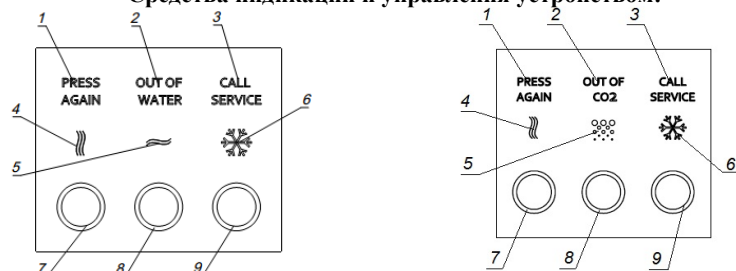 Средства индикации и управления устройством:
1 2 3
PRESS AGAIN OUT OF WATER CALL SERVICE
4 6
5
7 8 9
1 2 3
PRESS AGAIN OUT OF CO2 CALL SERVICE
4
5 6
7 8 9